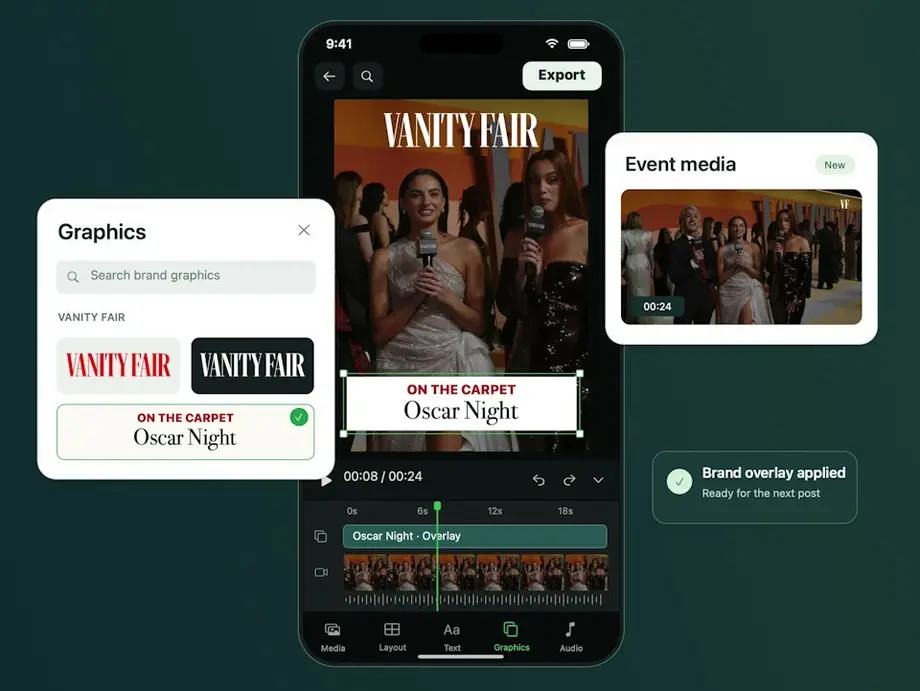 9:41
Export
VANITY FAIR
Event media
New
VF
00:24
Graphics
Search brand graphics
VANITY FAIR
VANITY FAIR
VANITY FAIR
ON THE CARPET
Oscar Night
ON THE CARPET
Oscar Night
Brand overlay applied
Ready for the next post
00:08 / 00:24
0s 6s 12s 18s
Oscar Night · Overlay
Media Layout Aa Text Graphics Audio